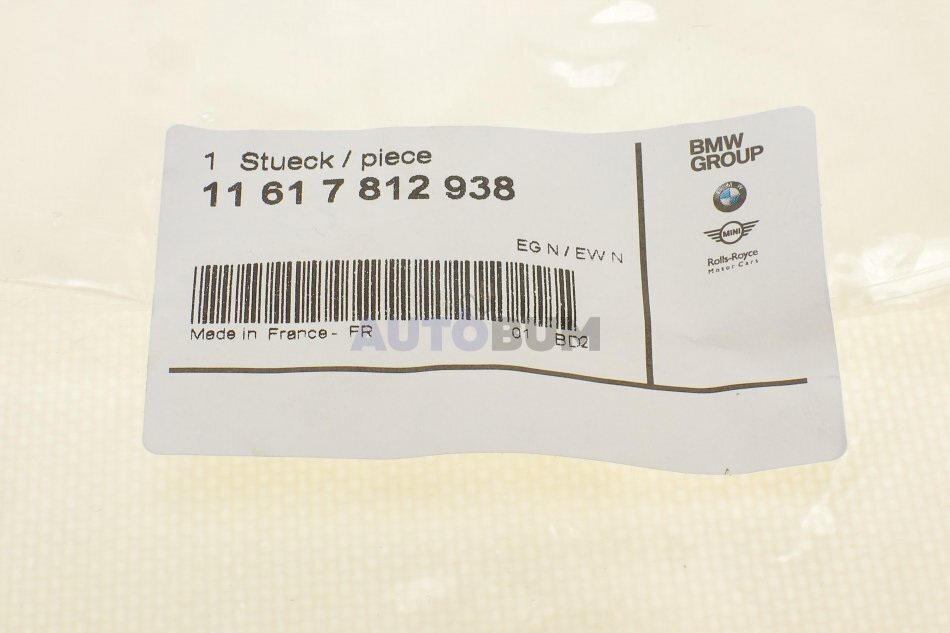 1 Stueck / piece
11 61 7 812 938
EG N / EW N
Made in France - FR 01 BD2
AUTOBUM
BMW
GROUP
MINI
Rolls-Royce
Motor Cars